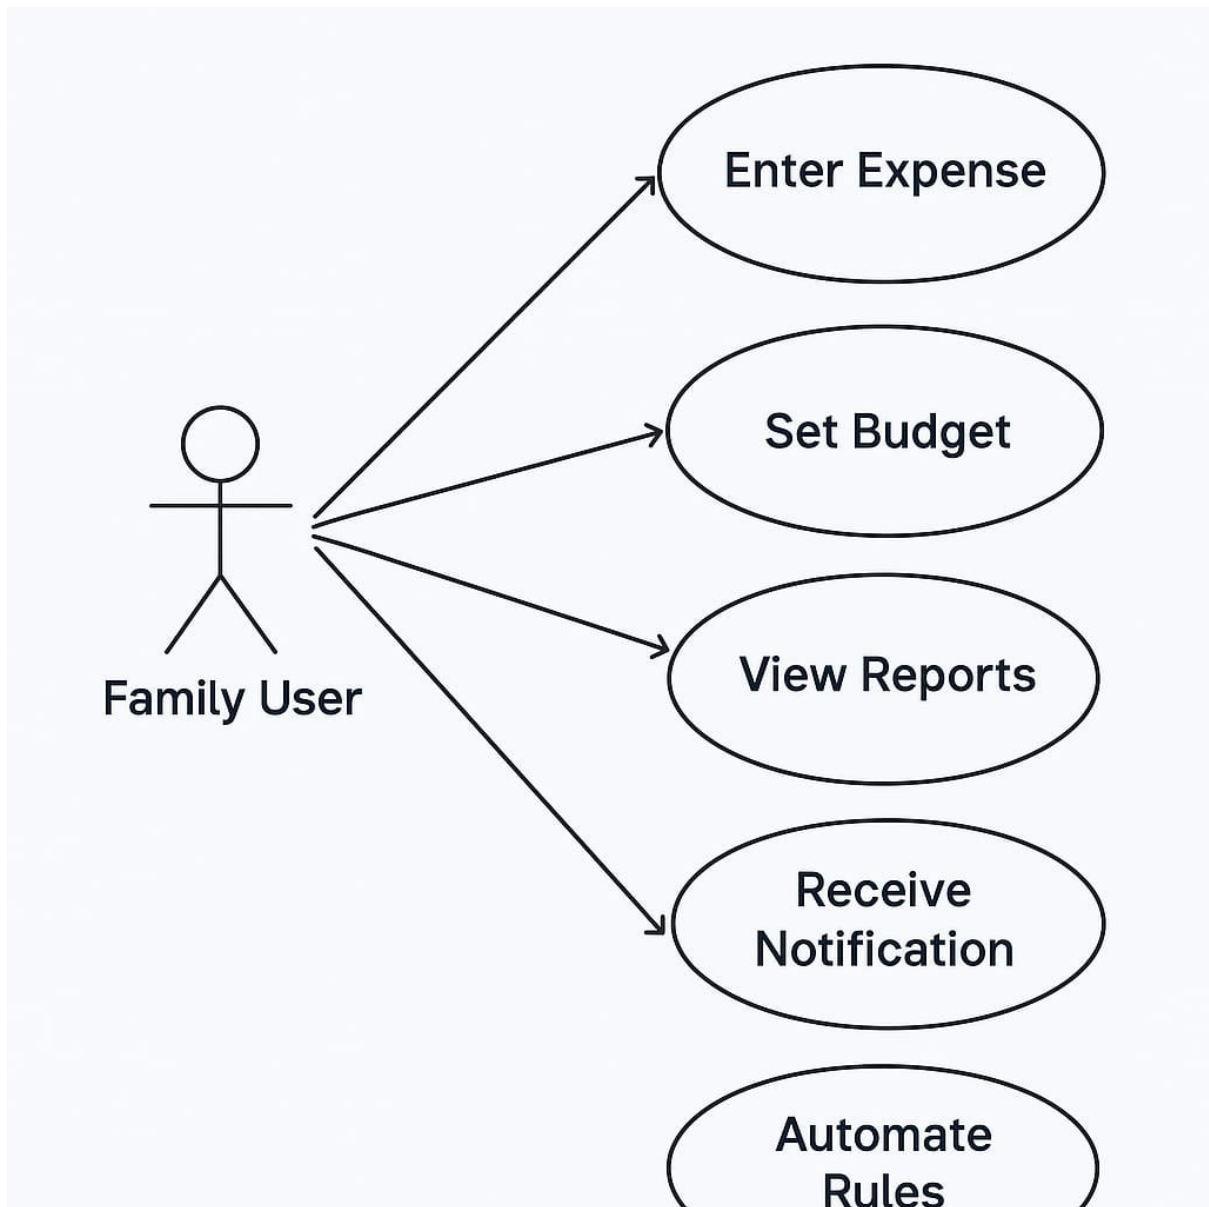 Enter Expense
Set Budget
Family User
View Reports
Receive
Notification
Automate
Rules